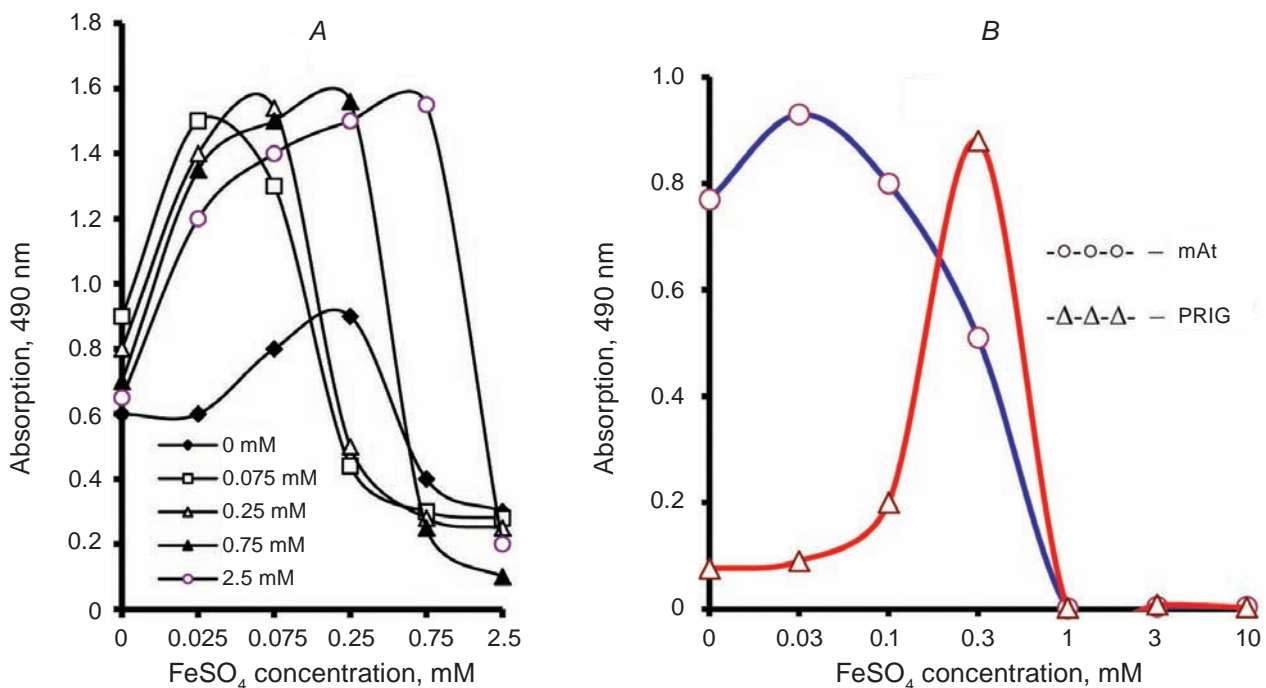 A
Absorption, 490 nm
1.8
1.6
1.4
1.2
1.0
0.8
0.6
0.4
0.2
0
0 mM
0.075 mM
0.25 mM
0.75 mM
2.5 mM
0 0.025 0.075 0.25 0.75 2.5
FeSO4 concentration, mM
B
Absorption, 490 nm
1.0
0.8
0.6
0.4
0.2
0
– mAt
– PRIG
0 0.03 0.1 0.3 1 3 10
FeSO4 concentration, mM